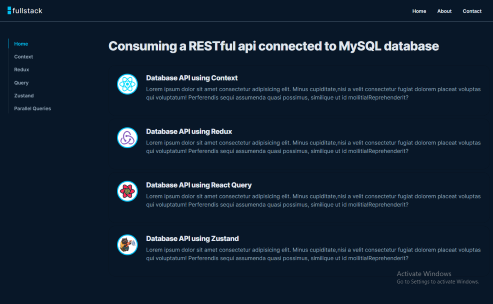 fullstack
Home About Contact
Home
Context
Redux
Query
Zustand
Parallel Queries
Consuming a RESTful api connected to MySQL database
Database API using Context
Lorem ipsum dolor sit amet consectetur adipisicing elit. Minus cupiditate,nisi a velit consectetur fugiat dolorem placeat voluptas
qui voluptatum! Perferendis sequi assumenda quasi possimus, similique ut id mollitia!Reprehenderit?
Database API using Redux
Lorem ipsum dolor sit amet consectetur adipisicing elit. Minus cupiditate,nisi a velit consectetur fugiat dolorem placeat voluptas
qui voluptatum! Perferendis sequi assumenda quasi possimus, similique ut id mollitia!Reprehenderit?
Database API using React Query
Lorem ipsum dolor sit amet consectetur adipisicing elit. Minus cupiditate,nisi a velit consectetur fugiat dolorem placeat voluptas
qui voluptatum! Perferendis sequi assumenda quasi possimus, similique ut id mollitia!Reprehenderit?
Database API using Zustand
Lorem ipsum dolor sit amet consectetur adipisicing elit. Minus cupiditate,nisi a velit consectetur fugiat dolorem placeat voluptas
qui voluptatum! Perferendis sequi assumenda quasi possimus, similique ut id mollitia!Reprehenderit?
Activate Windows
Go to Settings to activate Windows.